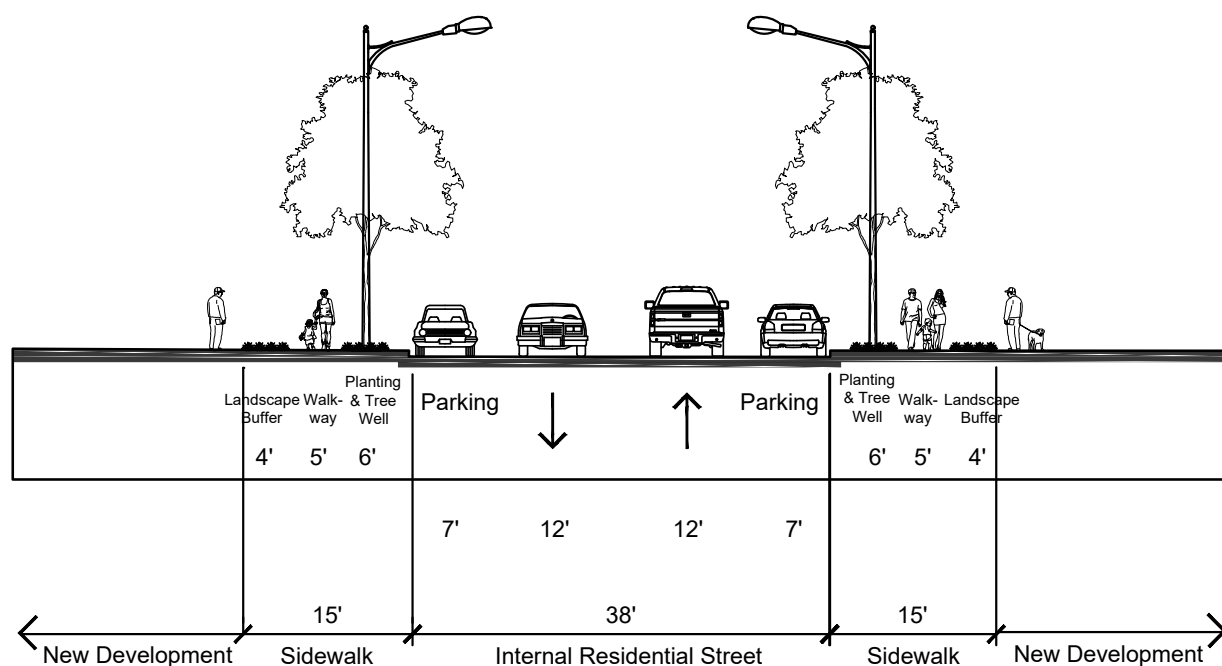 Landscape
Buffer
Walk-
way
Planting
& Tree
Well
Parking
Parking
Planting
& Tree
Well
Walk-
way
Landscape
Buffer
4' 5' 6'
6' 5' 4'
7' 12' 12' 7'
15' 38' 15'
New Development Sidewalk Internal Residential Street Sidewalk New Development